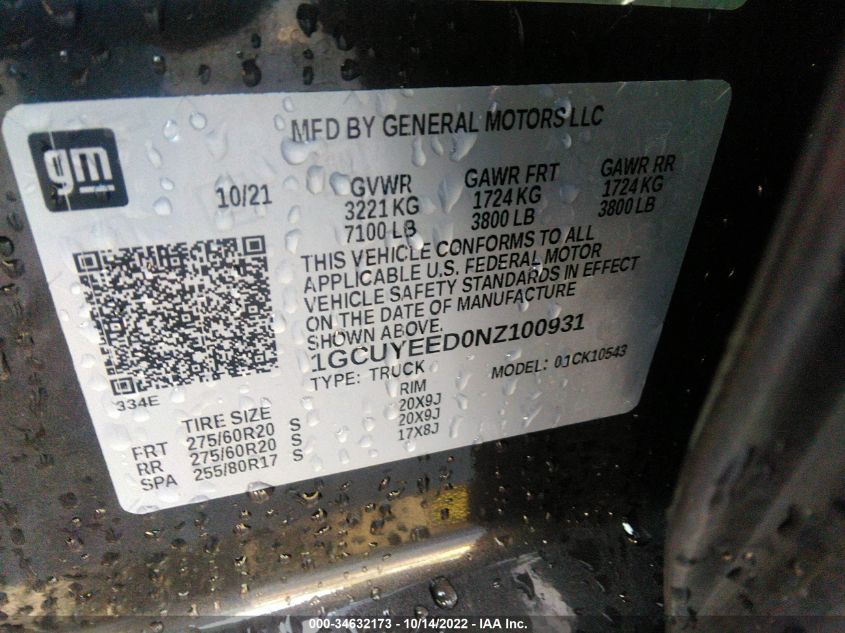 MFD BY GENERAL MOTORS LLC
gm
10/21
GVWR GAWR FRT GAWR RR
3221 KG 1724 KG 1724 KG
7100 LB 3800 LB 3800 LB
THIS VEHICLE CONFORMS TO ALL
APPLICABLE U.S. FEDERAL MOTOR
VEHICLE SAFETY STANDARDS IN EFFECT
ON THE DATE OF MANUFACTURE
SHOWN ABOVE.
1GCUYEED0NZ100931
TYPE: TRUCK MODEL: 01CK10543
334E
TIRE SIZE RIM
FRT 275/60R20 S 20X9J
RR 275/60R20 S 20X9J
SPA 255/80R17 S 17X8J
000-34632173 - 10/14/2022 - IAA Inc.